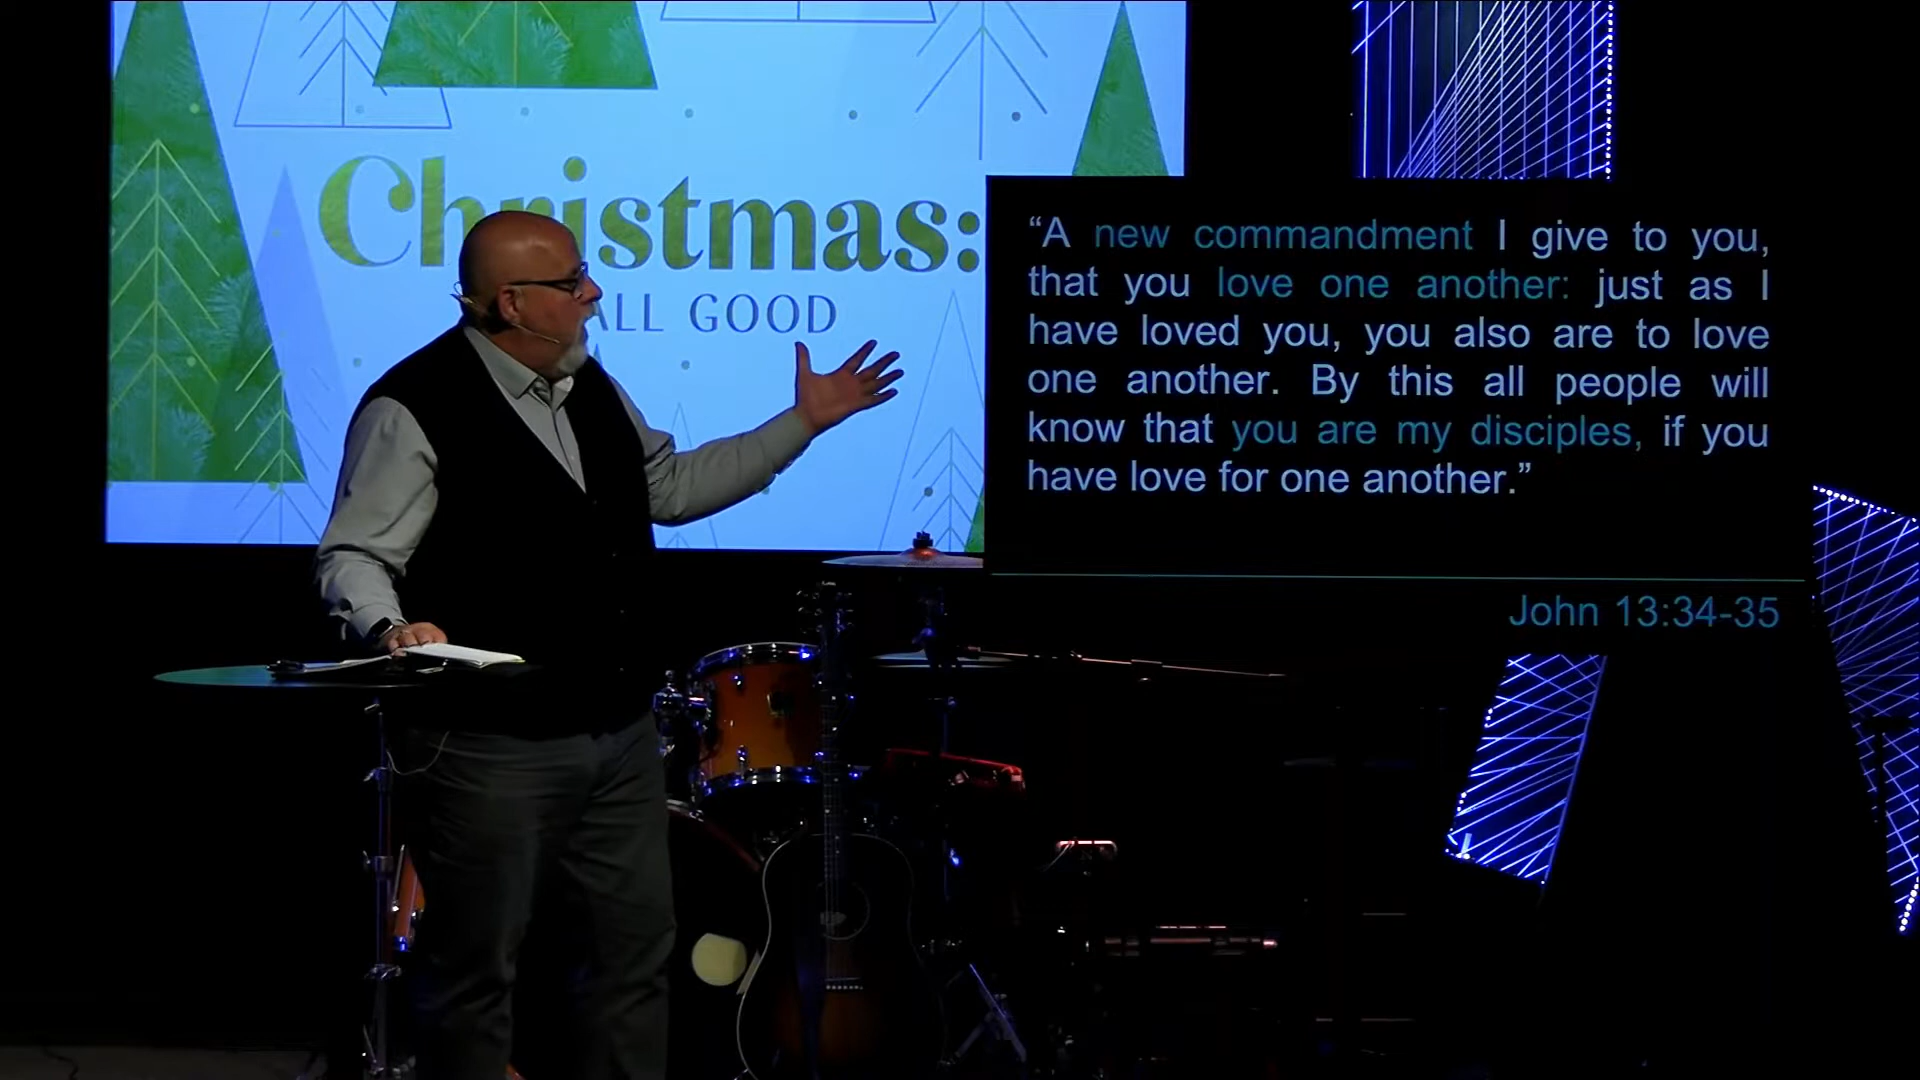 Christmas:
ALL GOOD
“A new commandment I give to you,
that you love one another: just as I
have loved you, you also are to love
one another. By this all people will
know that you are my disciples, if you
have love for one another.”
John 13:34-35